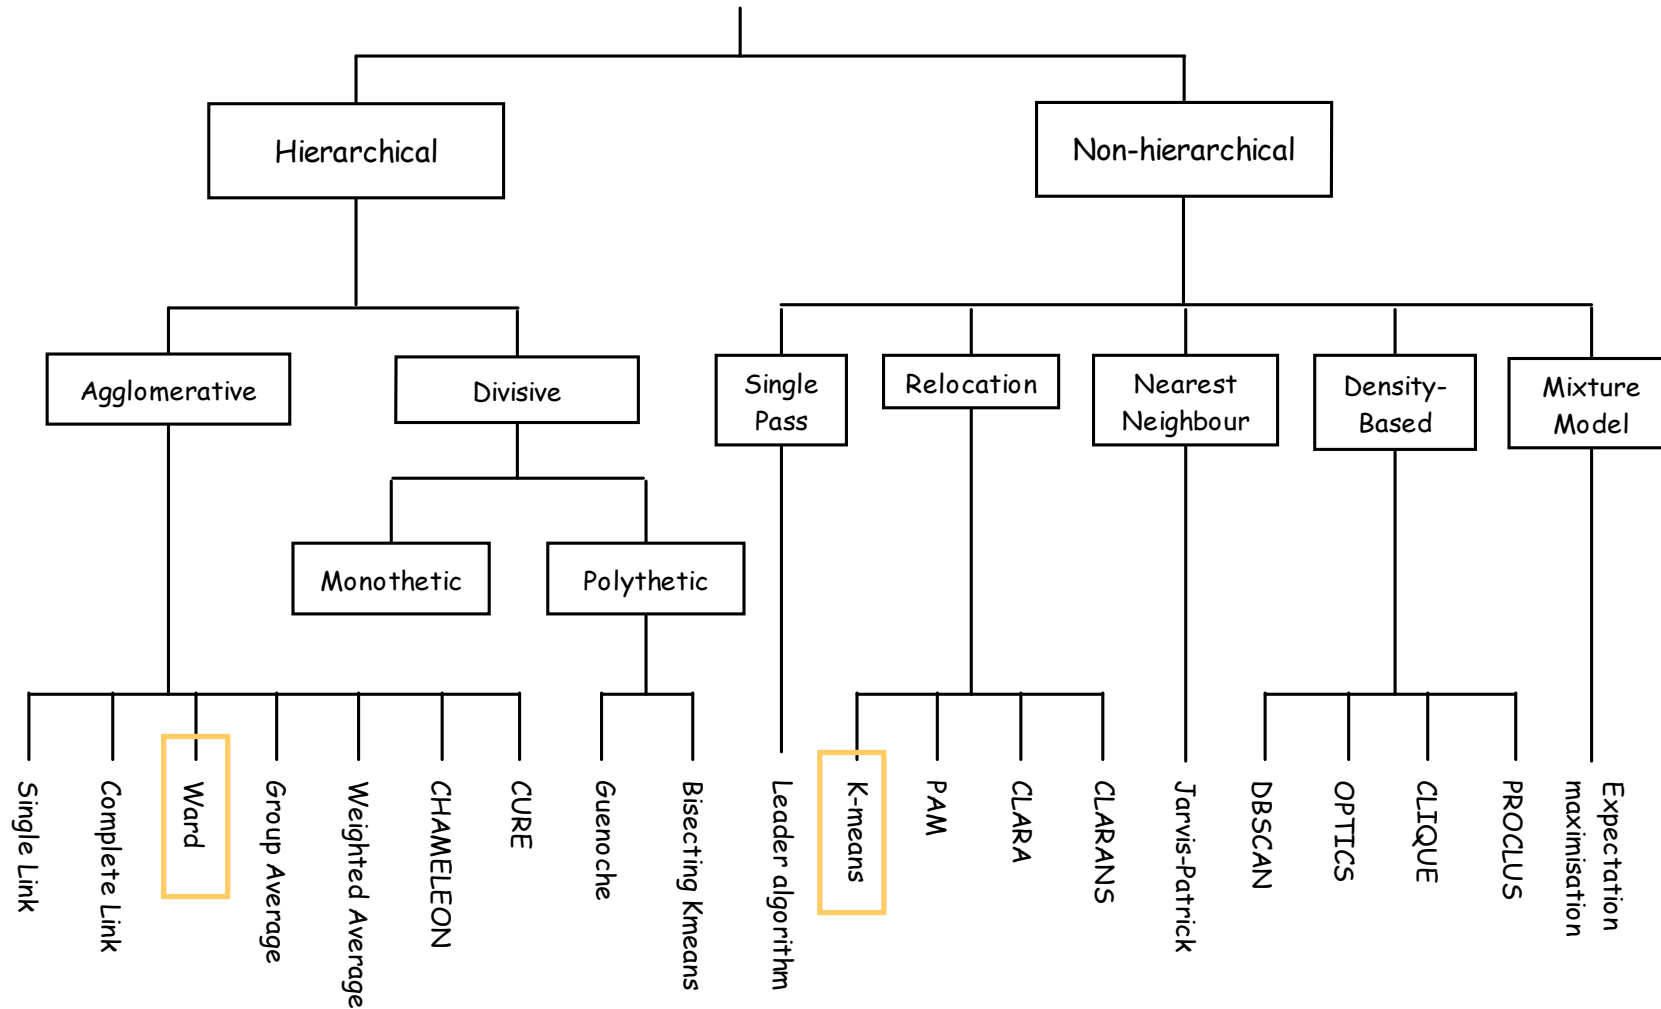 Hierarchical
Non-hierarchical
Agglomerative
Divisive
Single
Pass
Relocation
Nearest
Neighbour
Density-
Based
Mixture
Model
Monothetic
Polythetic
Single Link
Complete Link
Ward
Group Average
Weighted Average
CHAMELEON
CURE
Guenoche
Bisecting Kmeans
Leader algorithm
K-means
PAM
CLARA
CLARANS
Jarvis-Patrick
DBSCAN
OPTICS
CLIQUE
PROCLUS
Expectation
maximisation